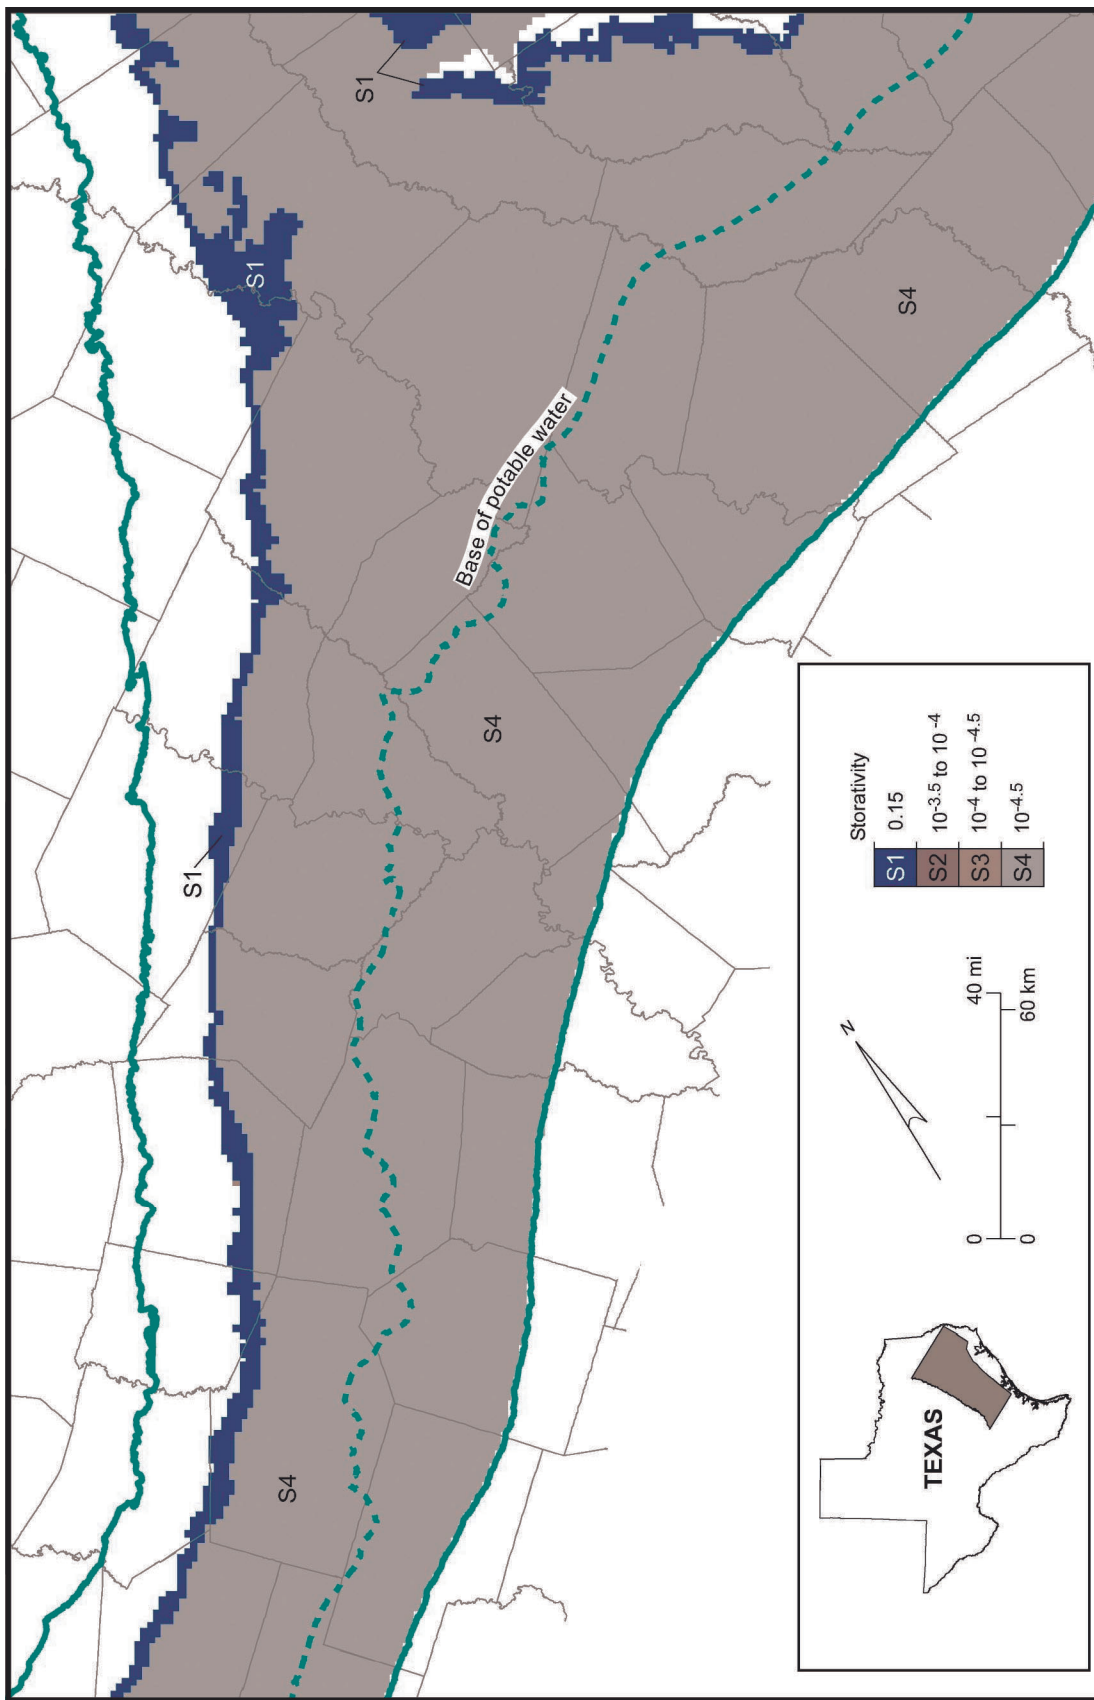 S1
S1
S1
S4
S4
S4
Base of potable water
TEXAS
N
0 40 mi
0 60 km
Storativity
S1 0.15
S2 10-3.5 to 10-4
S3 10-4 to 10-4.5
S4 10-4.5